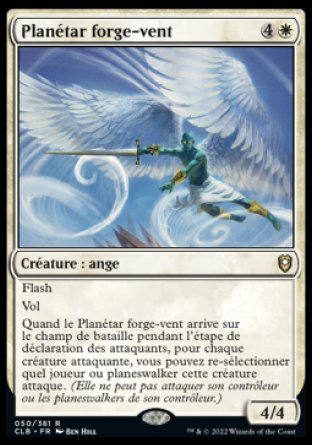 Planétar forge-vent 4
Créature : ange
Flash
Vol
Quand le Planétar forge-vent arrive sur
le champ de bataille pendant l'étape de
déclaration des attaquants, pour chaque
créature attaquante, vous pouvez re-sélectionner
quel joueur ou planeswalker cette créature
attaque. (Elle ne peut pas attaquer son contrôleur
ou les planeswalkers de son contrôleur.)
4/4
050/361 R
CLB • FR Ben Hill
™ & © 2022 Wizards of the Coast